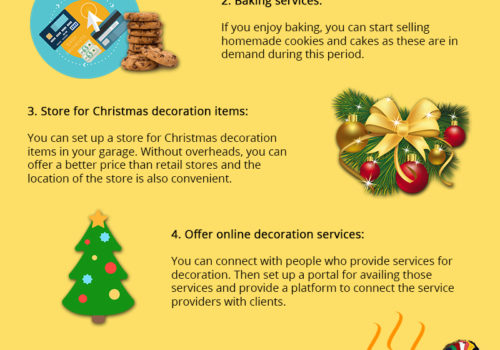 2. Baking services:
If you enjoy baking, you can start selling
homemade cookies and cakes as these are in
demand during this period.
3. Store for Christmas decoration items:
You can set up a store for Christmas decoration
items in your garage. Without overheads, you can
offer a better price than retail stores and the
location of the store is also convenient.
4. Offer online decoration services:
You can connect with people who provide services for
decoration. Then set up a portal for availing those
services and provide a platform to connect the service
providers with clients.